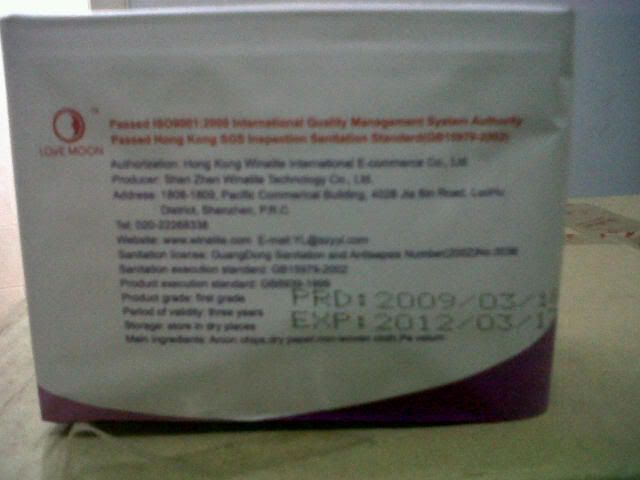 TM
LOVE MOON
Passed ISO9001:2000 International Quality Management System Authority
Passed Hong Kong SGS Inspection Sanitation Standard(GB15979-2002)
Authorization: Hong Kong Winalite International E-commerce Co., Ltd
Producer: Shen Zhen Winalite Technology Co., Ltd.
Address: 1808-1809, Pacific Commerical Building, 4028 Jia Bin Road, LuoHu
District, Shenzhen, P.R.C.
Tel: 020-22268338
Website: www.winalite.com E-mail:
Sanitation license: GuangDong Sanitation and Antisepsis Number(2002)No.
Sanitation execution standard: GB15979-2002
Product execution standard:
Product grade: first grade
Period of validity: three years
Storage: store in dry places
PRD:2009/03/1
EXP:2012/03/1
Main ingredients: Anion chips,dry paper,non-woven cloth,Pe